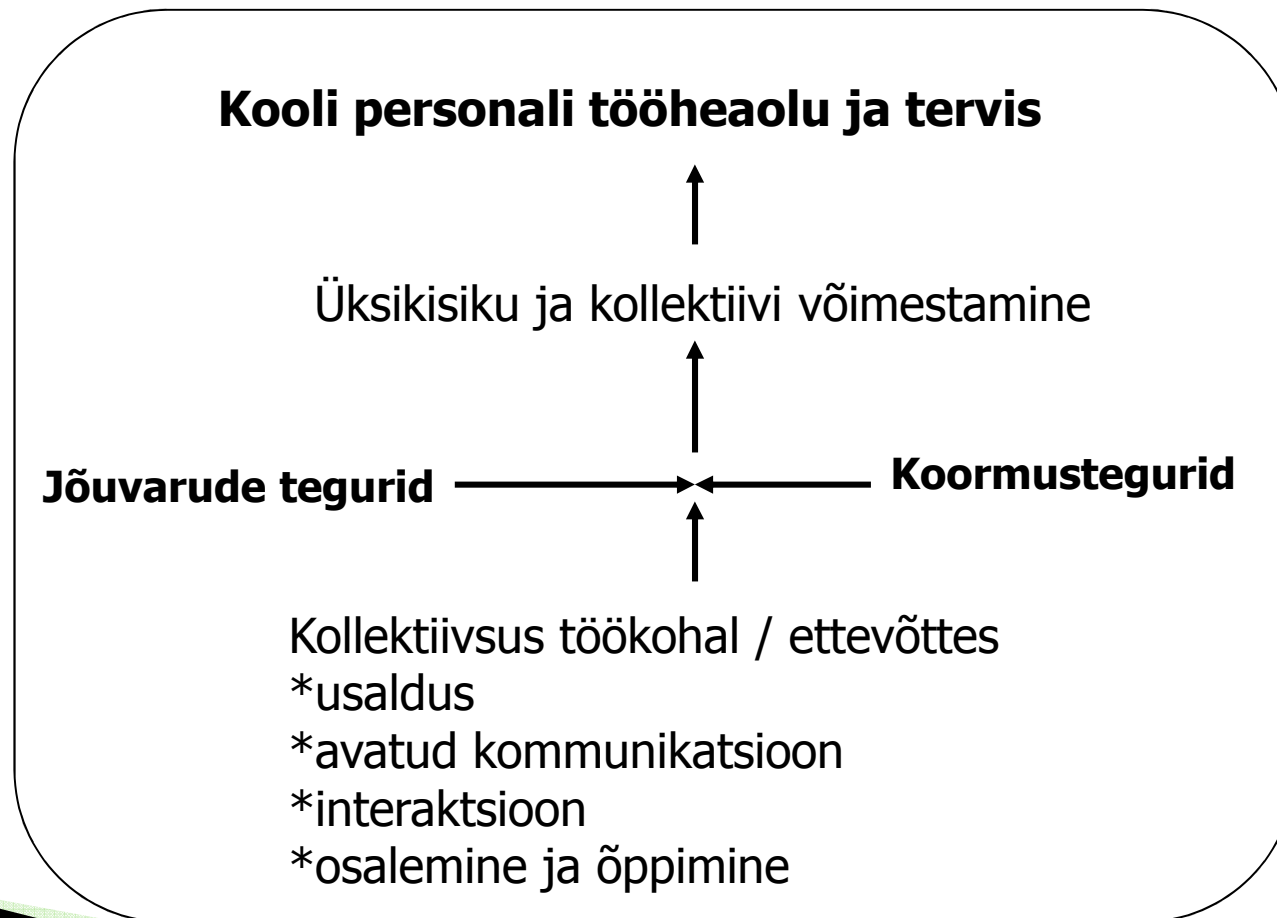 Kooli personali tööheaolu ja tervis
Üksikisiku ja kollektiivi võimestamine
Jõuvarude tegurid
Koormustegurid
Kollektiivsus töökohal / ettevõttes
*usaldus
*avatud kommunikatsioon
*interaktsioon
*osalemine ja õppimine